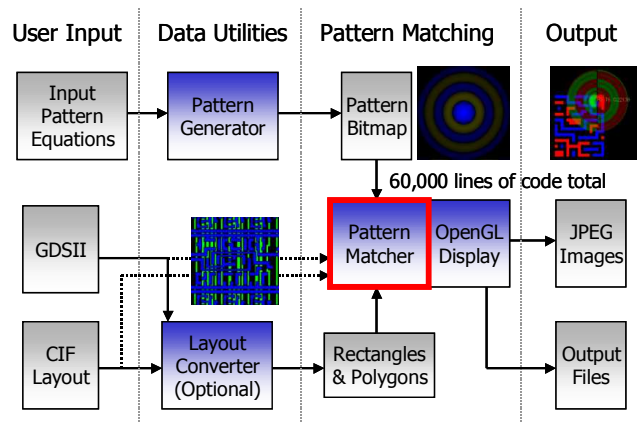 User Input
Data Utilities
Pattern Matching
Output
Input
Pattern
Equations
Pattern
Generator
Pattern
Bitmap
60,000 lines of code total
GDSII
Pattern
Matcher
OpenGL
Display
JPEG
Images
CIF
Layout
Layout
Converter
(Optional)
Rectangles
& Polygons
Output
Files